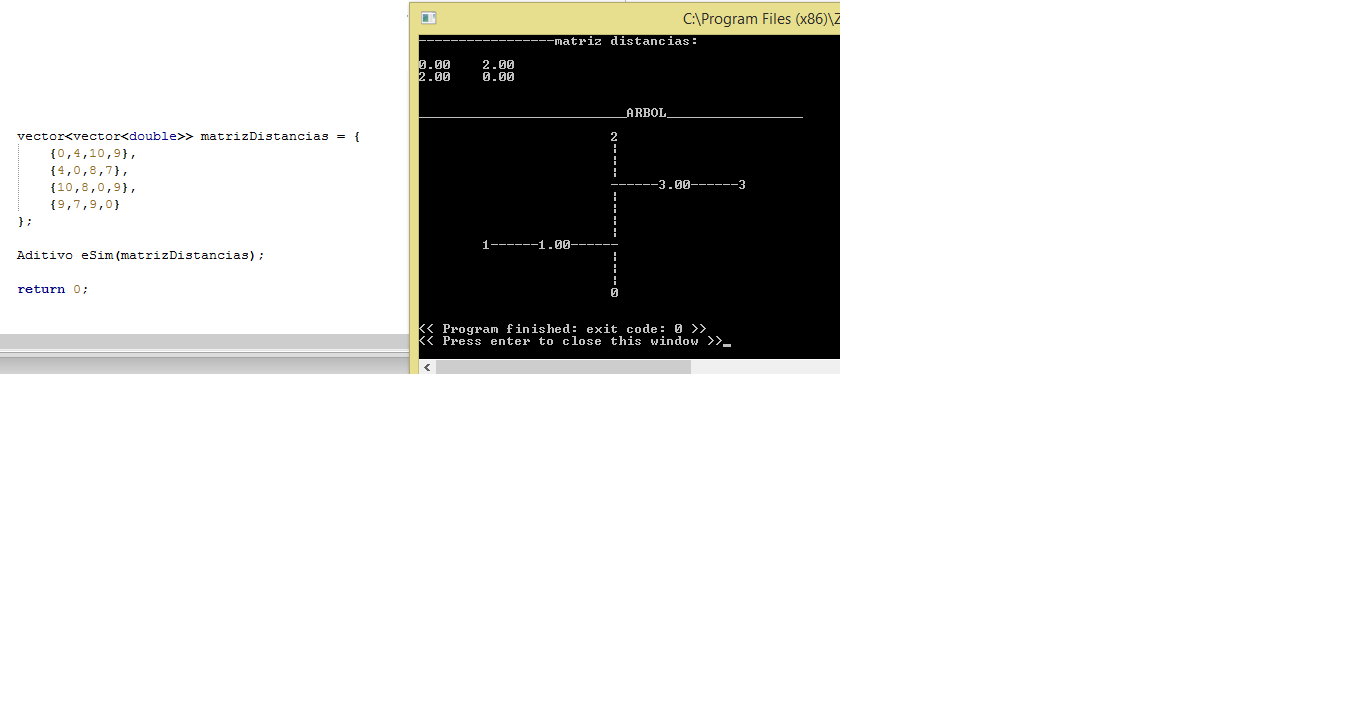 vector<vector<double>> matrizDistancias = {
{0,4,10,9},
{4,0,8,7},
{10,8,0,9},
{9,7,9,0}
};
Aditivo eSim(matrizDistancias);
return 0;
C:\Program Files (x86)\Z
-----------------matriz distancias:
0.00    2.00
2.00    0.00
__________________________ARBOL_________________
2
------3.00------3
1------1.00------
0
<< Program finished: exit code: 0 >>
<< Press enter to close this window >>_